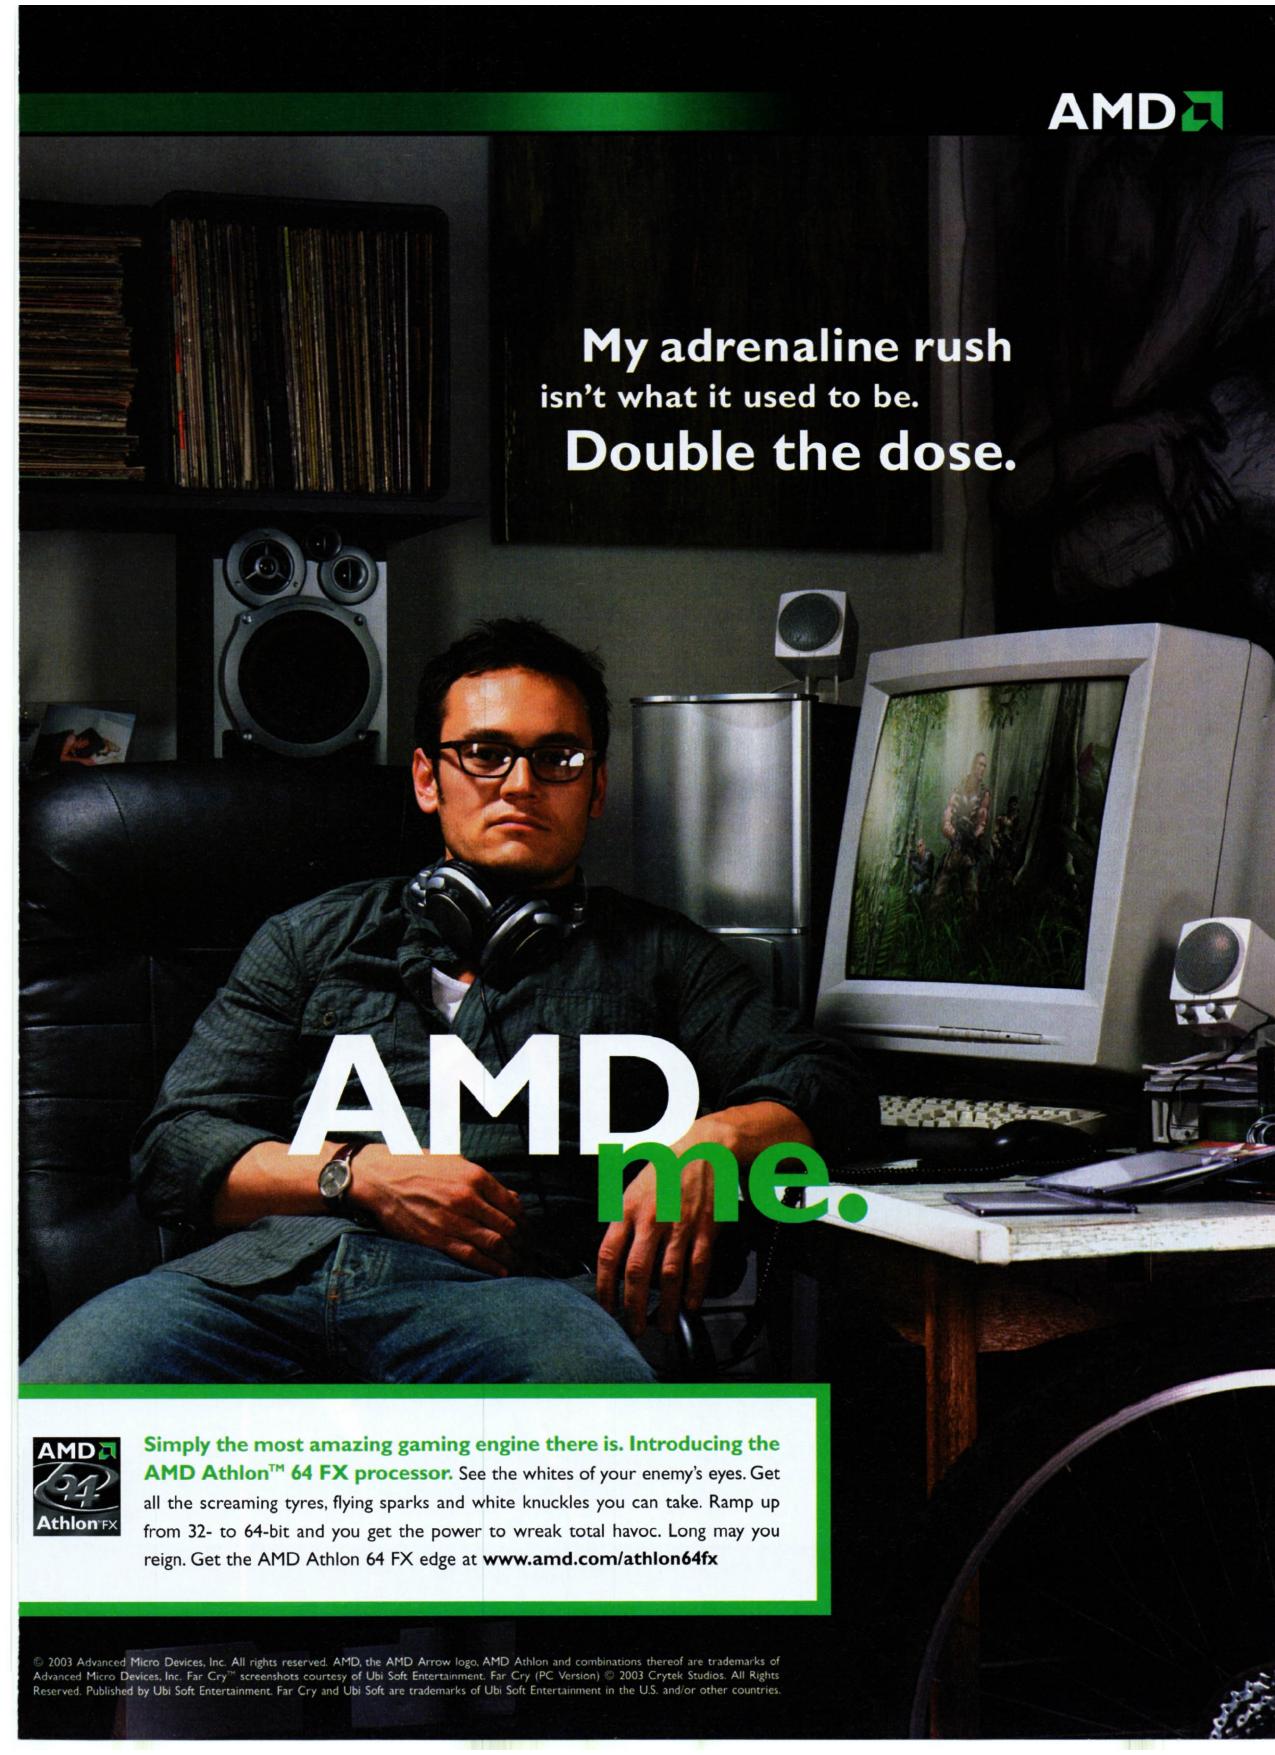 AMD
My adrenaline rush
isn't what it used to be.
Double the dose.
AMD
me.
AMD
64
Athlon™FX
Simply the most amazing gaming engine there is. Introducing the
AMD Athlon™ 64 FX processor. See the whites of your enemy's eyes. Get
all the screaming tyres, flying sparks and white knuckles you can take. Ramp up
from 32- to 64-bit and you get the power to wreak total havoc. Long may you
reign. Get the AMD Athlon 64 FX edge at www.amd.com/athlon64fx
© 2003 Advanced Micro Devices, Inc. All rights reserved. AMD, the AMD Arrow logo, AMD Athlon and combinations thereof are trademarks of
Advanced Micro Devices, Inc. Far Cry™ screenshots courtesy of Ubi Soft Entertainment. Far Cry (PC Version) © 2003 Crytek Studios. All Rights
Reserved. Published by Ubi Soft Entertainment. Far Cry and Ubi Soft are trademarks of Ubi Soft Entertainment in the U.S. and/or other countries.